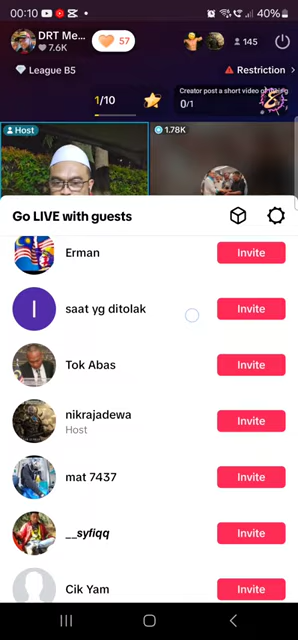 00:10
40%
DRT Me...
7.6K
57
145
League B5
Restriction
1/10
Creator post a short video
0/1
Host
1.78K
Go LIVE with guests
Erman
Invite
I
saat yg ditolak
Invite
Tok Abas
Invite
nikrajadewa
Host
Invite
mat 7437
Invite
__syfiqq
Invite
Cik Yam
Invite